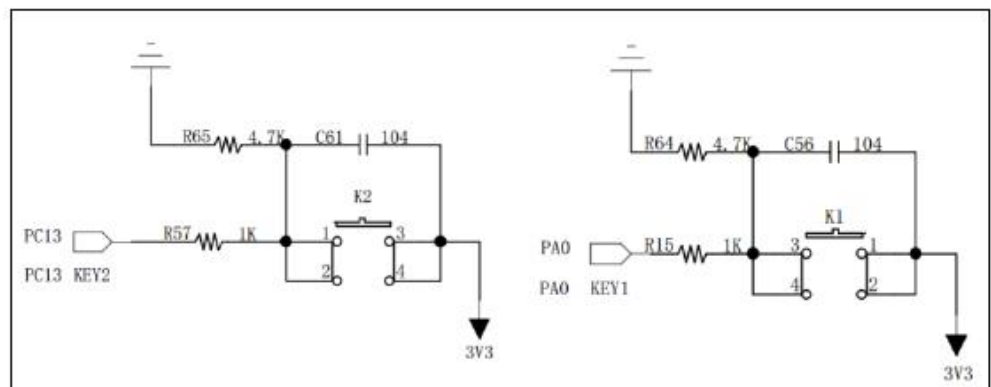 R65 4.7K C61 104
K2
PC13 R57 1K 1 3
PC13 KEY2 2 4
3V3
R64 4.7K C56 104
K1
PA0 R15 1K 3 1
PA0 KEY1 4 2
3V3